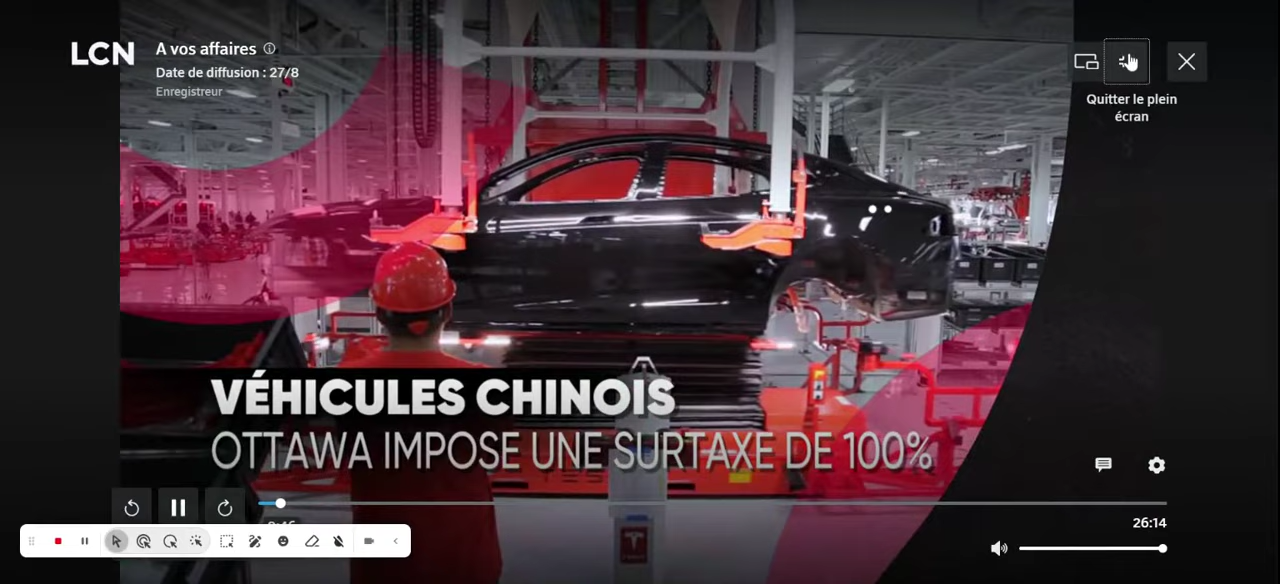 LCN
A vos affaires
Date de diffusion : 27/8
Enregistreur
Quitter le plein
écran
VÉHICULES CHINOIS
OTTAWA IMPOSE UNE SURTAXE DE 100%
26:14